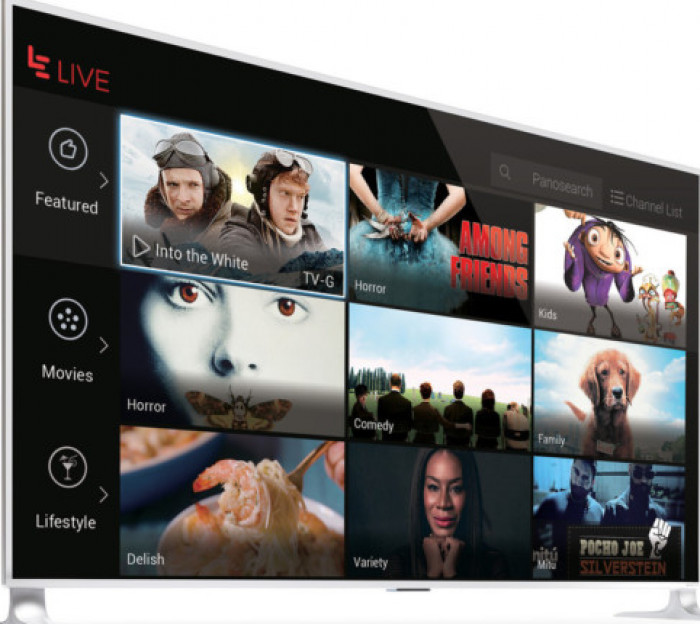 LE LIVE
Panosearch
Channel List
Featured
Into the White
TV-G
Horror
AMONG
FRIENDS
Kids
Movies
Horror
Comedy
Family
Lifestyle
Delish
Variety
mitú
Mitu
POCHO JOE
SILVERSTEIN